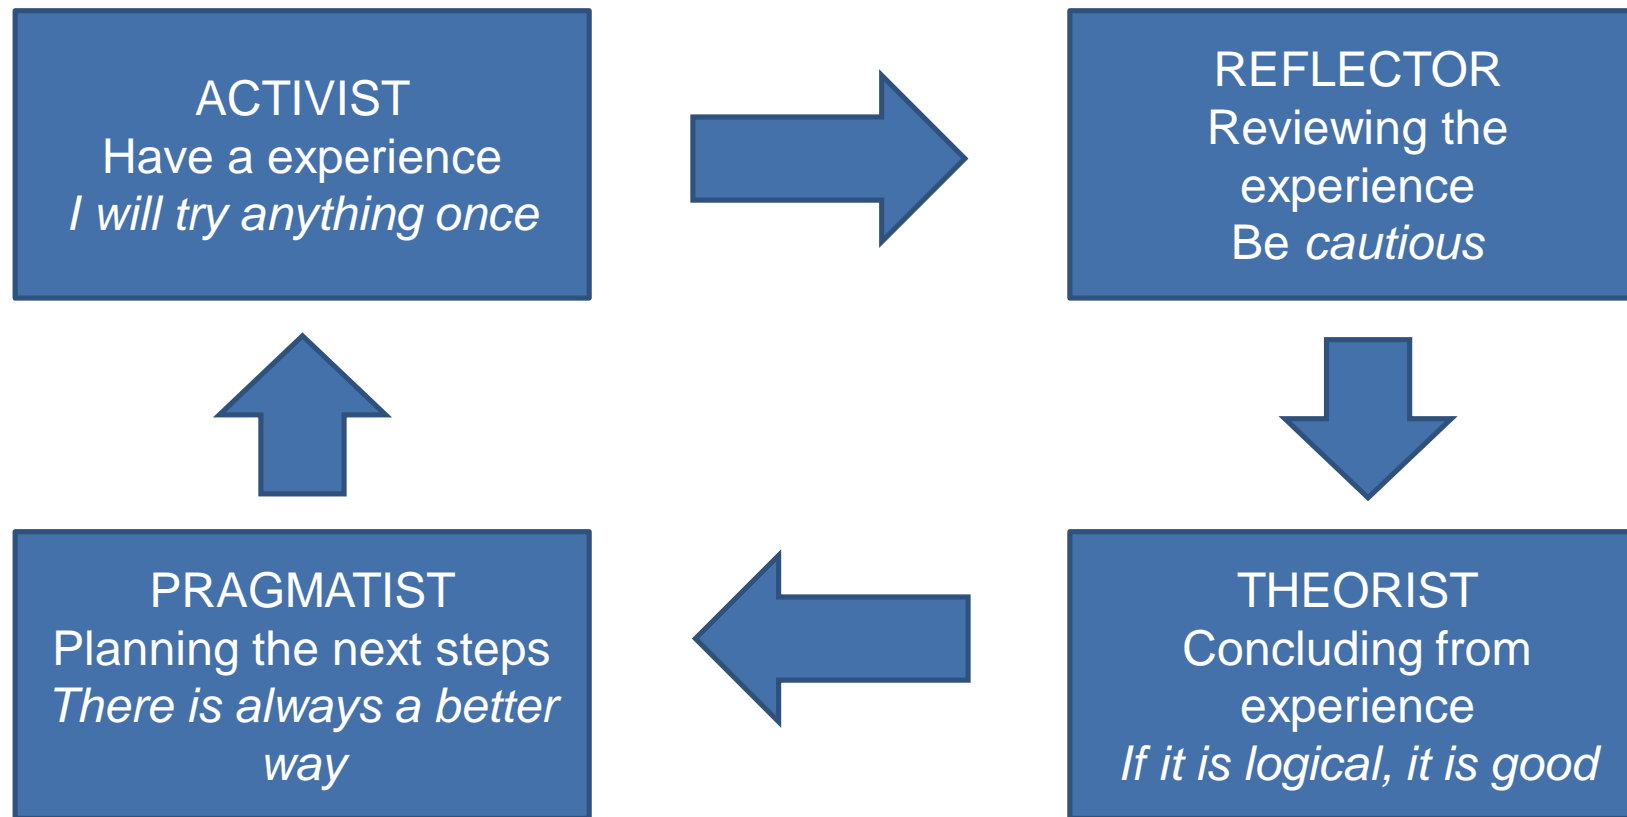 ACTIVIST
Have a experience
I will try anything once
REFLECTOR
Reviewing the
experience
Be cautious
PRAGMATIST
Planning the next steps
There is always a better
way
THEORIST
Concluding from
experience
If it is logical, it is good